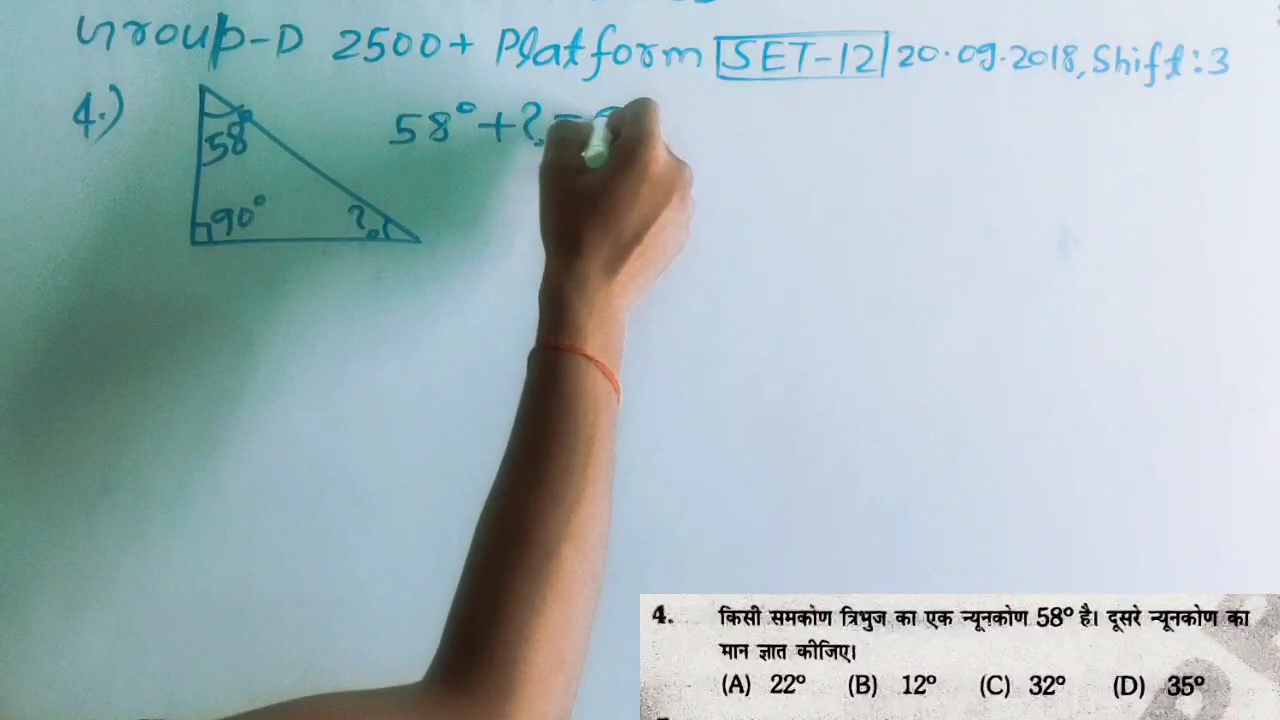 Group-D 2500+ Platform SET-12 20.09.2018, Shift:3
4.)
58° + ? =
58
90°
?
4. किसी समकोण त्रिभुज का एक न्यूनकोण 58° है। दूसरे न्यूनकोण का
मान ज्ञात कीजिए।
(A) 22° (B) 12° (C) 32° (D) 35°